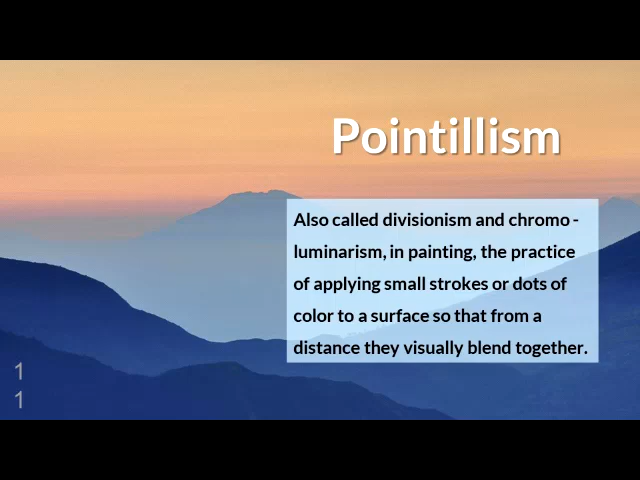 Pointillism
Also called divisionism and chromo -
luminarism, in painting, the practice
of applying small strokes or dots of
color to a surface so that from a
distance they visually blend together.
1
1